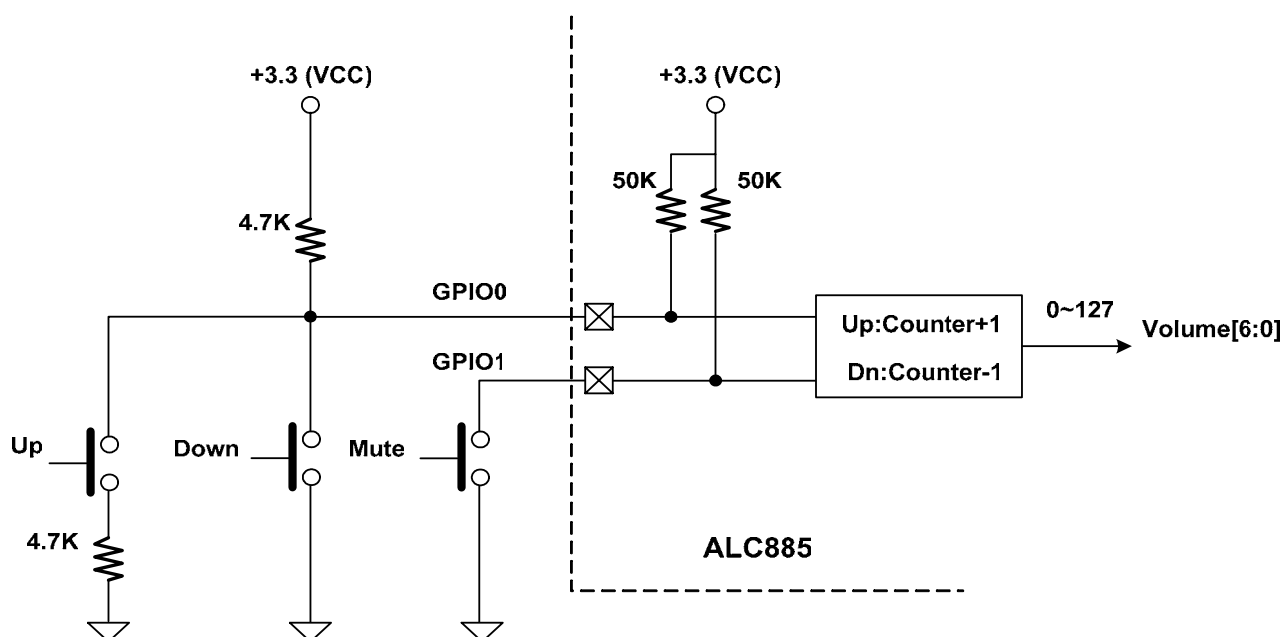 +3.3 (VCC)
+3.3 (VCC)
50K
50K
4.7K
GPIO0
0~127
Up:Counter+1
Volume[6:0]
GPIO1
Dn:Counter-1
Up
Down
Mute
4.7K
ALC885